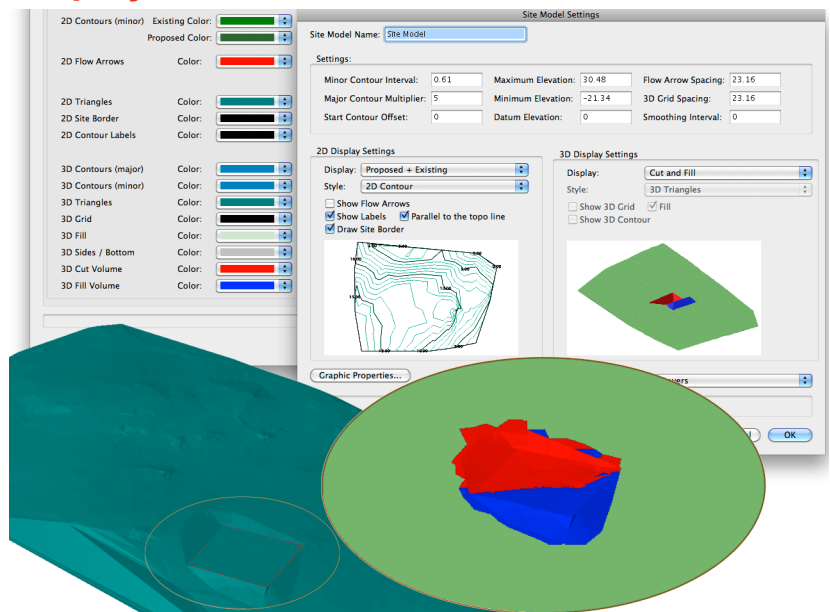 2D Contours (minor) Existing Color:
Proposed Color:
2D Flow Arrows Color:
2D Triangles Color:
2D Site Border Color:
2D Contour Labels Color:
3D Contours (major) Color:
3D Contours (minor) Color:
3D Triangles Color:
3D Grid Color:
3D Fill Color:
3D Sides / Bottom Color:
3D Cut Volume Color:
3D Fill Volume Color:
Site Model Settings
Site Model Name: Site Model
Settings:
Minor Contour Interval: 0.61 Maximum Elevation: 30.48 Flow Arrow Spacing: 23.16
Major Contour Multiplier: 5 Minimum Elevation: -21.34 3D Grid Spacing: 23.16
Start Contour Offset: 0 Datum Elevation: 0 Smoothing Interval: 0
2D Display Settings
Display: Proposed + Existing
Style: 2D Contour
Show Flow Arrows
Show Labels Parallel to the topo line
Draw Site Border
3D Display Settings
Display: Cut and Fill
Style: 3D Triangles
Show 3D Grid Fill
Show 3D Contour
Graphic Properties...
OK